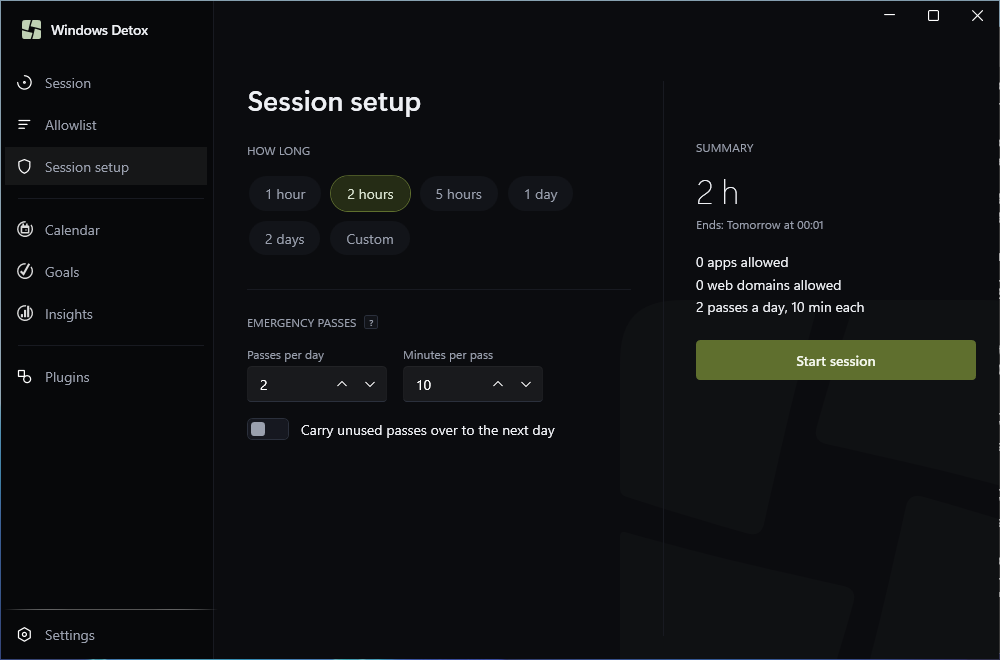 Windows Detox
Session
Allowlist
Session setup
Calendar
Goals
Insights
Plugins
Settings
Session setup
HOW LONG
1 hour
2 hours
5 hours
1 day
2 days
Custom
EMERGENCY PASSES ?
Passes per day
Minutes per pass
2
10
Carry unused passes over to the next day
SUMMARY
2 h
Ends: Tomorrow at 00:01
0 apps allowed
0 web domains allowed
2 passes a day, 10 min each
Start session